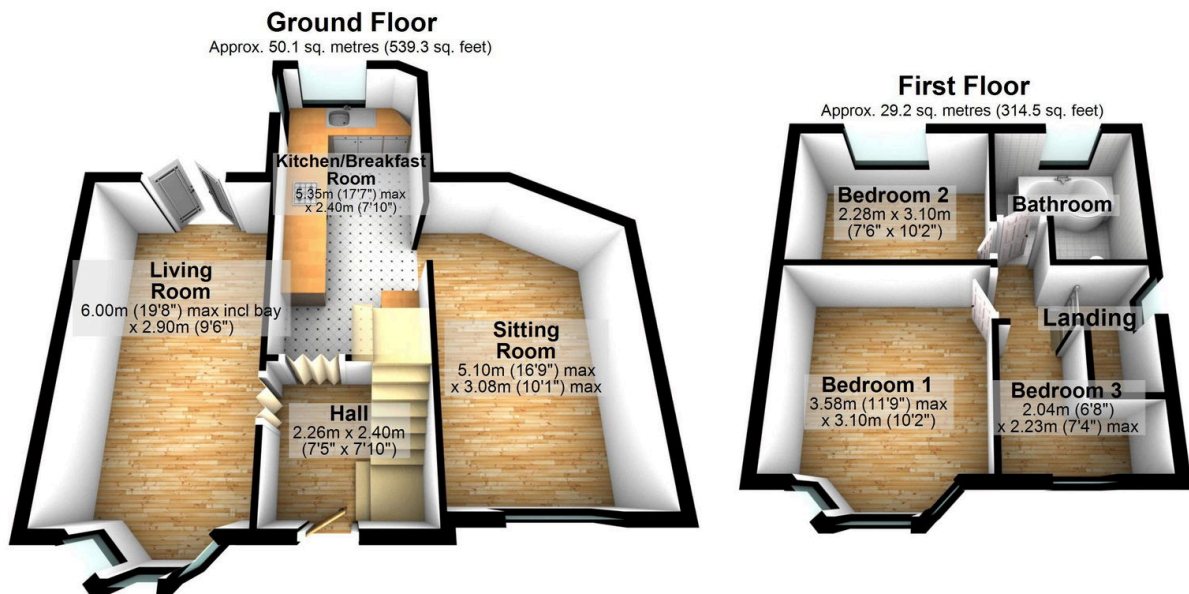 Ground Floor
Approx. 50.1 sq. metres (539.3 sq. feet)
Kitchen/Breakfast
Room
5.35m (17'7") max
x 2.40m (7'10")
Living
Room
6.00m (19'8") max incl bay
x 2.90m (9'6")
Sitting
Room
5.10m (16'9") max
x 3.08m (10'1") max
Hall
2.26m x 2.40m
(7'5" x 7'10")
First Floor
Approx. 29.2 sq. metres (314.5 sq. feet)
Bedroom 2
2.28m x 3.10m
(7'6" x 10'2")
Bathroom
Landing
Bedroom 1
3.58m (11'9") max
x 3.10m (10'2")
Bedroom 3
2.04m (6'8")
x 2.23m (7'4") max